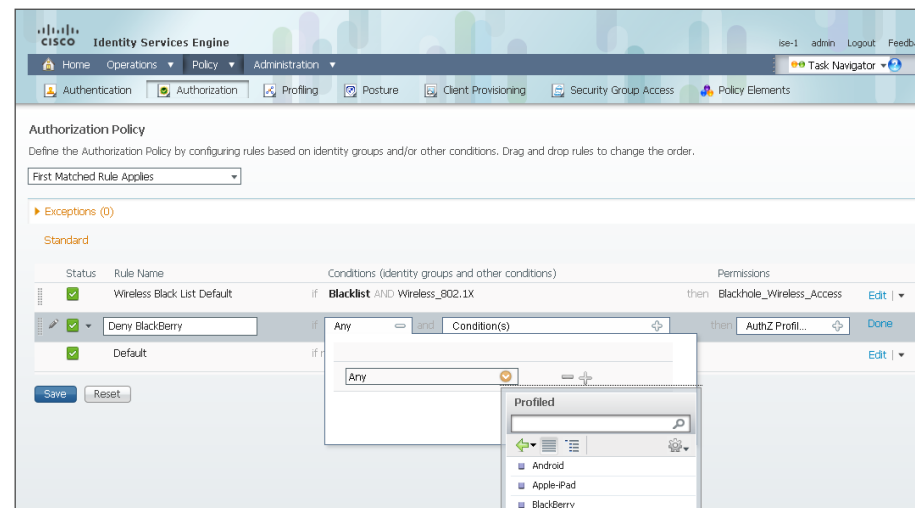 CISCO Identity Services Engine
ise-1 admin Logout Feedba
Home Operations Policy Administration
Task Navigator
Authentication Authorization Profiling Posture Client Provisioning Security Group Access Policy Elements
Authorization Policy
Define the Authorization Policy by configuring rules based on identity groups and/or other conditions. Drag and drop rules to change the order.
First Matched Rule Applies
Exceptions (0)
Standard
Status Rule Name Conditions (identity groups and other conditions) Permissions
Wireless Black List Default if Blacklist AND Wireless_802.1X then Blackhole_Wireless_Access Edit |
Deny BlackBerry if Any and Condition(s) then AuthZ Profil... Done
Default if n Edit |
Any
Save Reset
Profiled
Android
Apple-iPad
BlackBerry